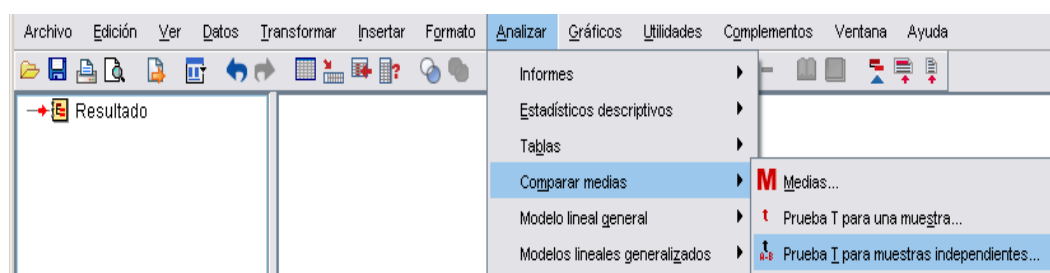 Archivo Edición Ver Datos Transformar Insertar Formato Analizar Gráficos Utilidades Complementos Ventana Ayuda
Informes
Resultado
Estadísticos descriptivos
Tablas
Comparar medias
M Medias...
Modelo lineal general
t Prueba T para una muestra...
Modelos lineales generalizados
t A-B Prueba T para muestras independientes...